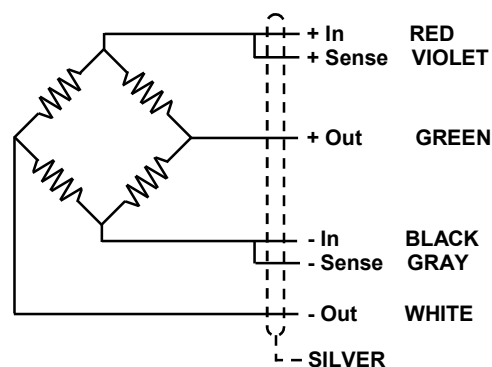 + In RED
+ Sense VIOLET
+ Out GREEN
- In BLACK
- Sense GRAY
- Out WHITE
SILVER